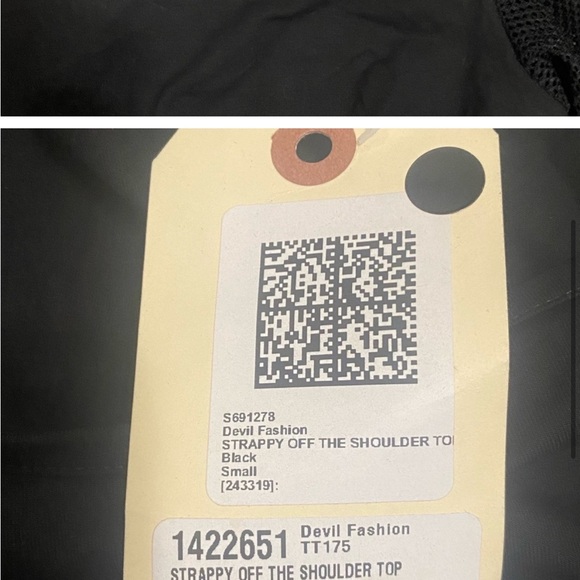 S691278
Devil Fashion
STRAPPY OFF THE SHOULDER TO
Black
Small
[243319]:
1422651 Devil Fashion
TT175
STRAPPY OFF THE SHOULDER TOP